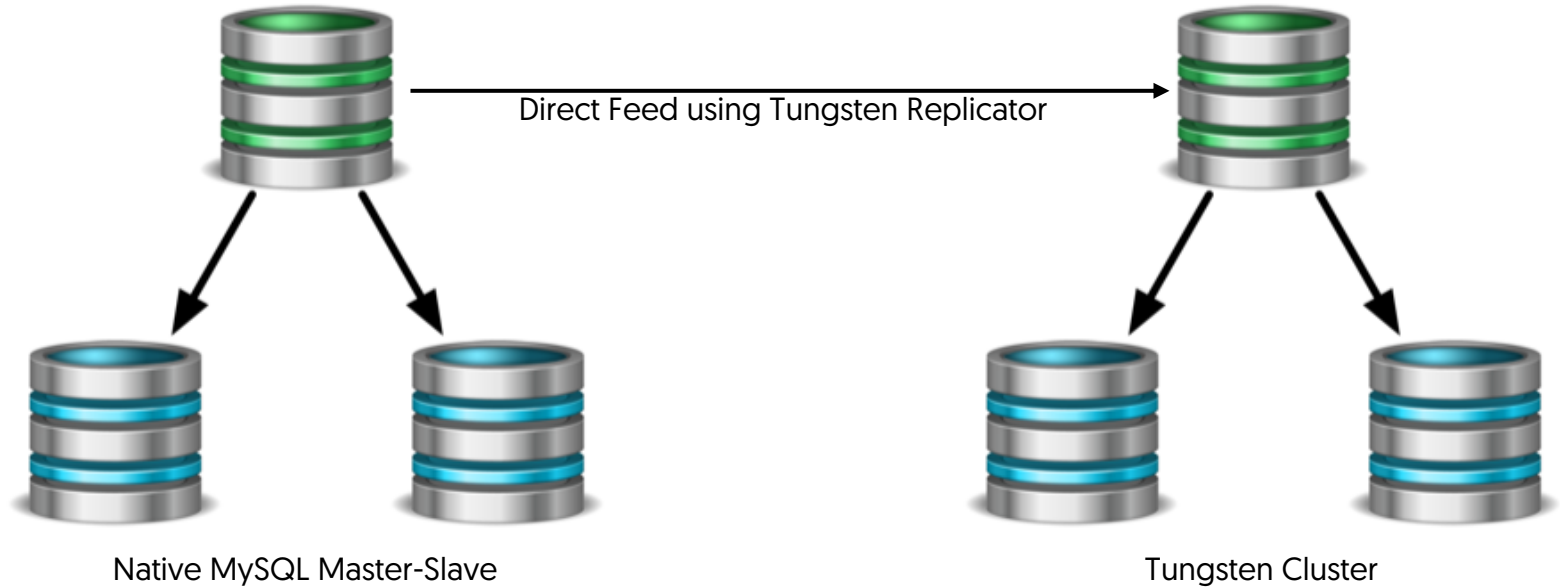 Direct Feed using Tungsten Replicator
Native MySQL Master-Slave
Tungsten Cluster